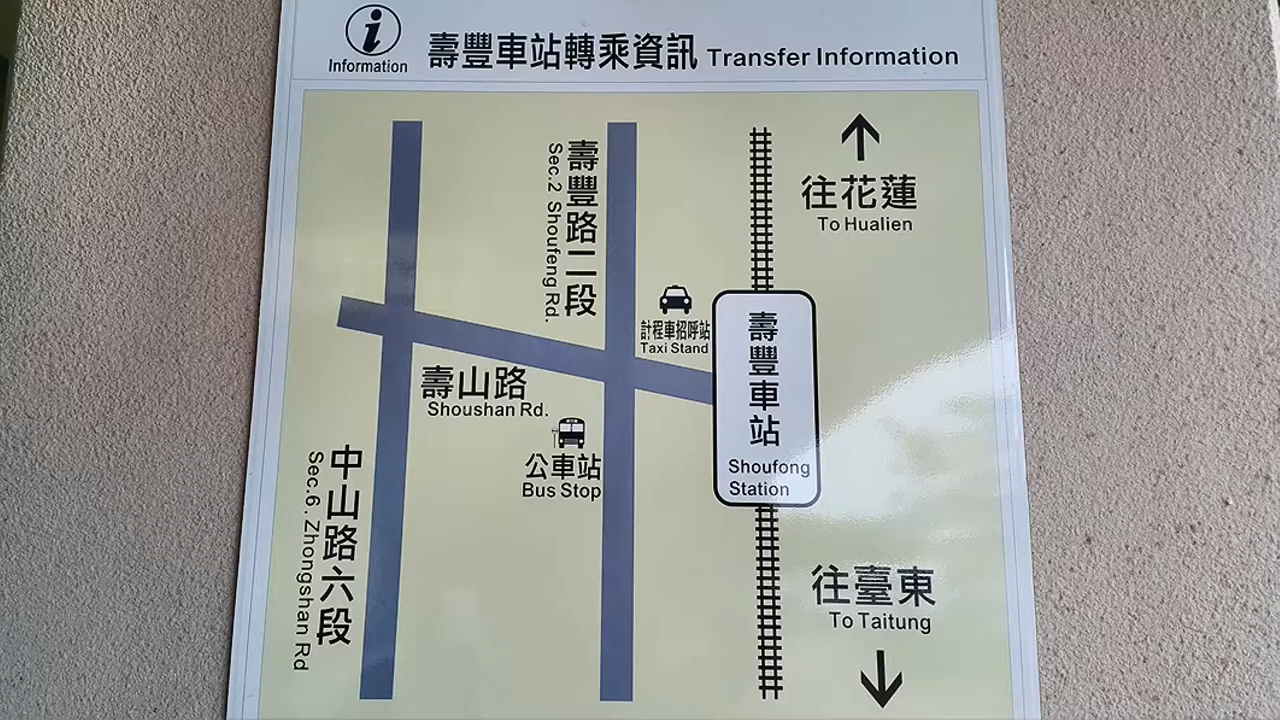 壽豐車站轉乘資訊 Transfer Information
Information
壽豐路二段
Sec.2 Shoufeng Rd.
往花蓮
To Hualien
計程車招呼站
Taxi Stand
壽豐車站
Shoufong
Station
壽山路
Shoushan Rd.
公車站
Bus Stop
中山路六段
Sec.6. Zhongshan Rd
往臺東
To Taitung